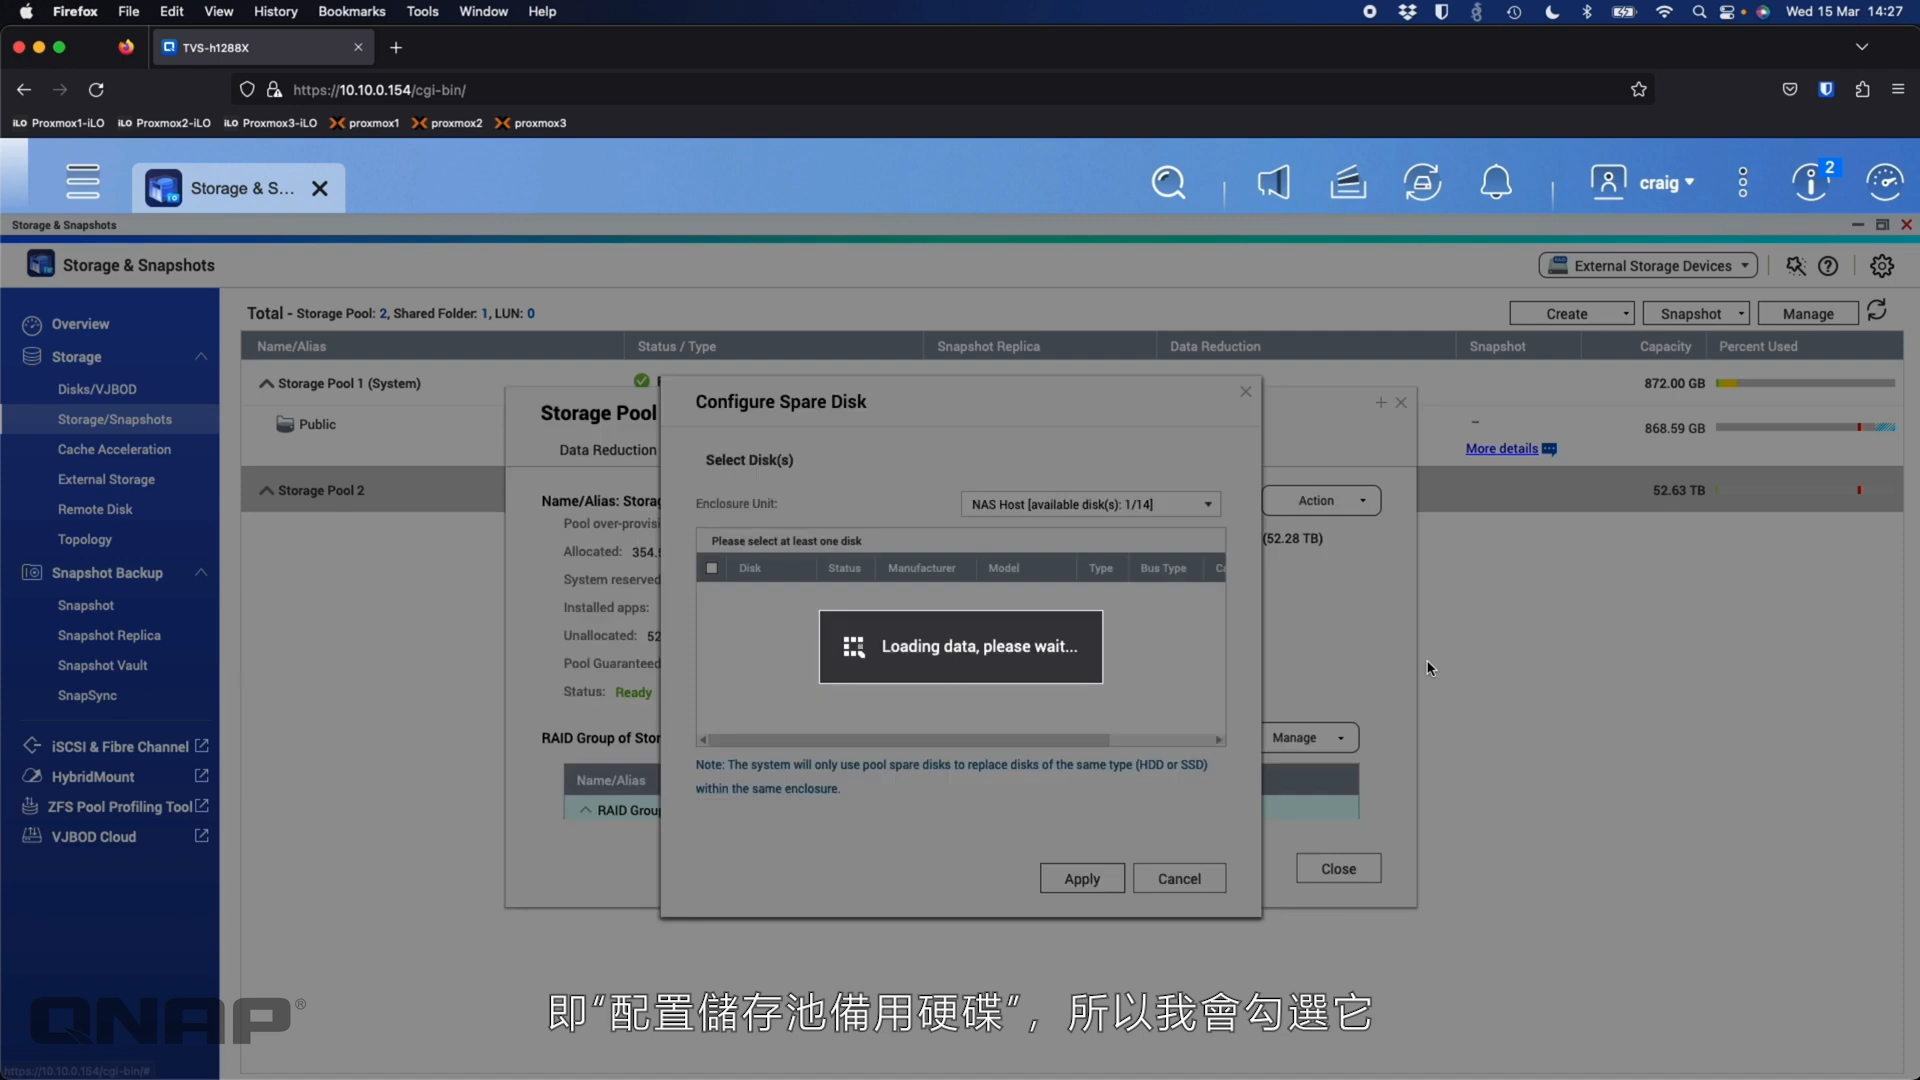 Firefox File Edit View History Bookmarks Tools Window Help Wed 15 Mar 14:27
TVS-h1288X
https://10.10.0.154/cgi-bin/
iLO Proxmox1-iLO iLO Proxmox2-iLO iLO Proxmox3-iLO proxmox1 proxmox2 proxmox3
Storage & S... craig 2
Storage & Snapshots
Storage & Snapshots External Storage Devices
Overview
Storage
Disks/VJBOD
Storage/Snapshots
Cache Acceleration
External Storage
Remote Disk
Topology
Snapshot Backup
Snapshot
Snapshot Replica
Snapshot Vault
SnapSync
iSCSI & Fibre Channel
HybridMount
ZFS Pool Profiling Tool
VJBOD Cloud
Total - Storage Pool: 2, Shared Folder: 1, LUN: 0 Create Snapshot Manage
Name/Alias Status / Type Snapshot Replica Data Reduction Snapshot Capacity Percent Used
Storage Pool 1 (System) 872.00 GB
Public – 868.59 GB
More details
Storage Pool 2 52.63 TB
Storage Pool
Data Reduction
Name/Alias: Storag Action
Pool over-provisi (52.28 TB)
Allocated: 354.
System reserved
Installed apps:
Unallocated: 52
Pool Guaranteed
Status: Ready
RAID Group of Stor Manage
Name/Alias
RAID Group
Close
Configure Spare Disk
Select Disk(s)
Enclosure Unit: NAS Host [available disk(s): 1/14]
Please select at least one disk
Disk Status Manufacturer Model Type Bus Type Ca
Loading data, please wait...
Note: The system will only use pool spare disks to replace disks of the same type (HDD or SSD)
within the same enclosure.
Apply Cancel
即“配置儲存池備用硬碟”，所以我會勾選它
QNAP®
https://10.10.0.154/cgi-bin/#